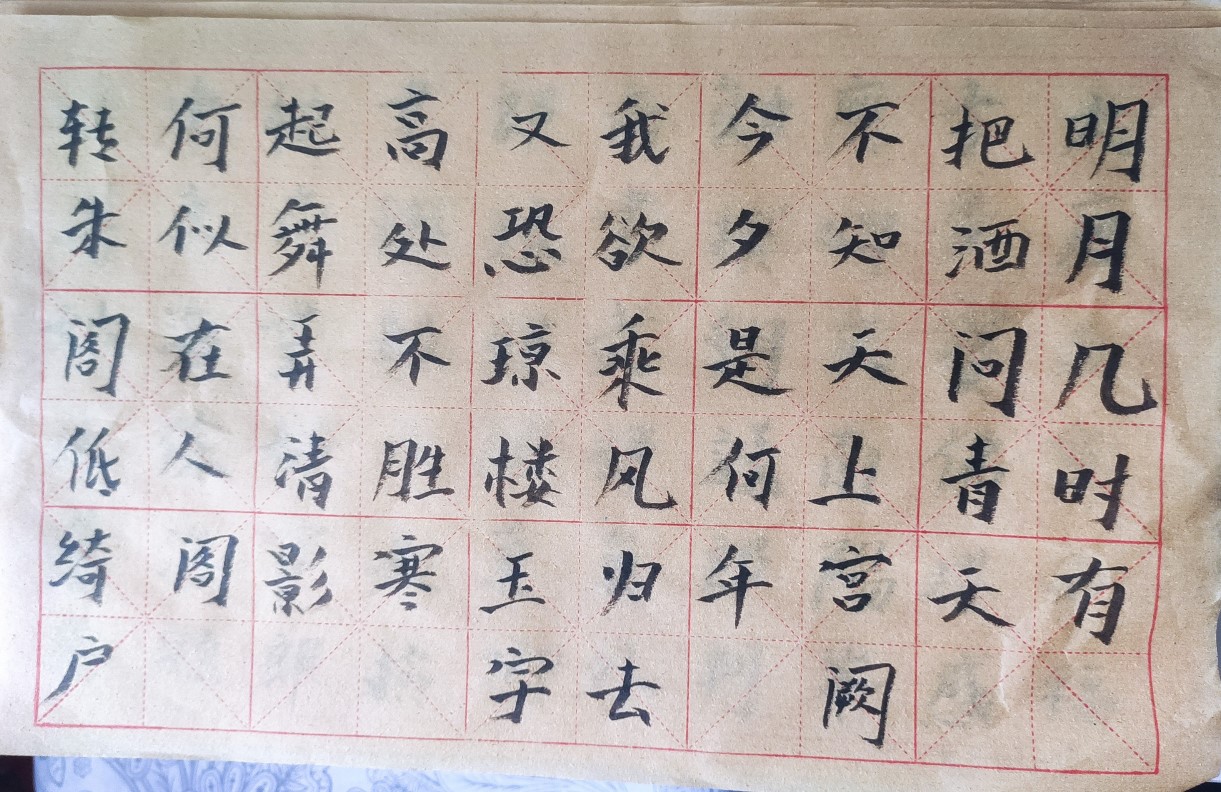 明月几时有
把酒问青天
不知天上宫阙
今夕是何年
我欲乘风归去
又恐琼楼玉宇
高处不胜寒
起舞弄清影
何似在人阁
转朱阁低绮户